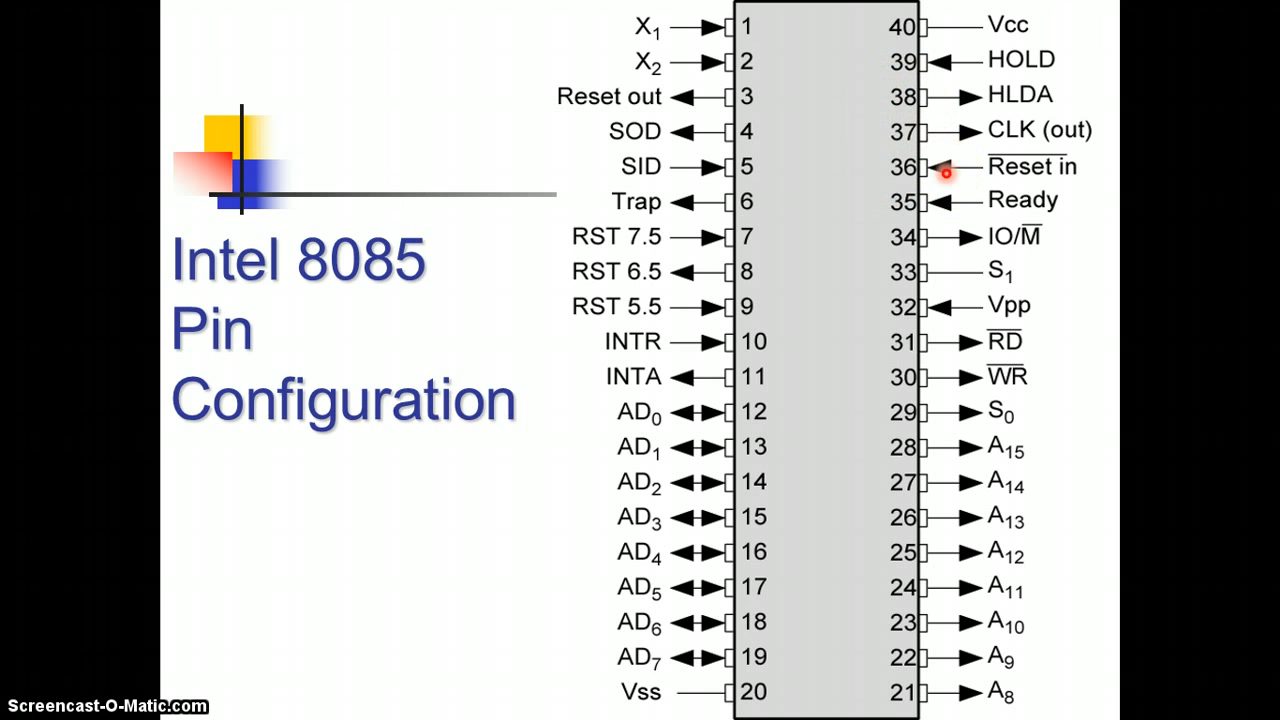 Intel 8085
Pin
Configuration
X₁ 1 40 Vcc
X₂ 2 39 HOLD
Reset out 3 38 HLDA
SOD 4 37 CLK (out)
SID 5 36 R̅e̅s̅e̅t̅ i̅n̅
Trap 6 35 Ready
RST 7.5 7 34 IO/M̅
RST 6.5 8 33 S₁
RST 5.5 9 32 Vpp
INTR 10 31 R̅D̅
INTA 11 30 W̅R̅
AD₀ 12 29 S₀
AD₁ 13 28 A₁₅
AD₂ 14 27 A₁₄
AD₃ 15 26 A₁₃
AD₄ 16 25 A₁₂
AD₅ 17 24 A₁₁
AD₆ 18 23 A₁₀
AD₇ 19 22 A₉
Vss 20 21 A₈
Screencast-O-Matic.com